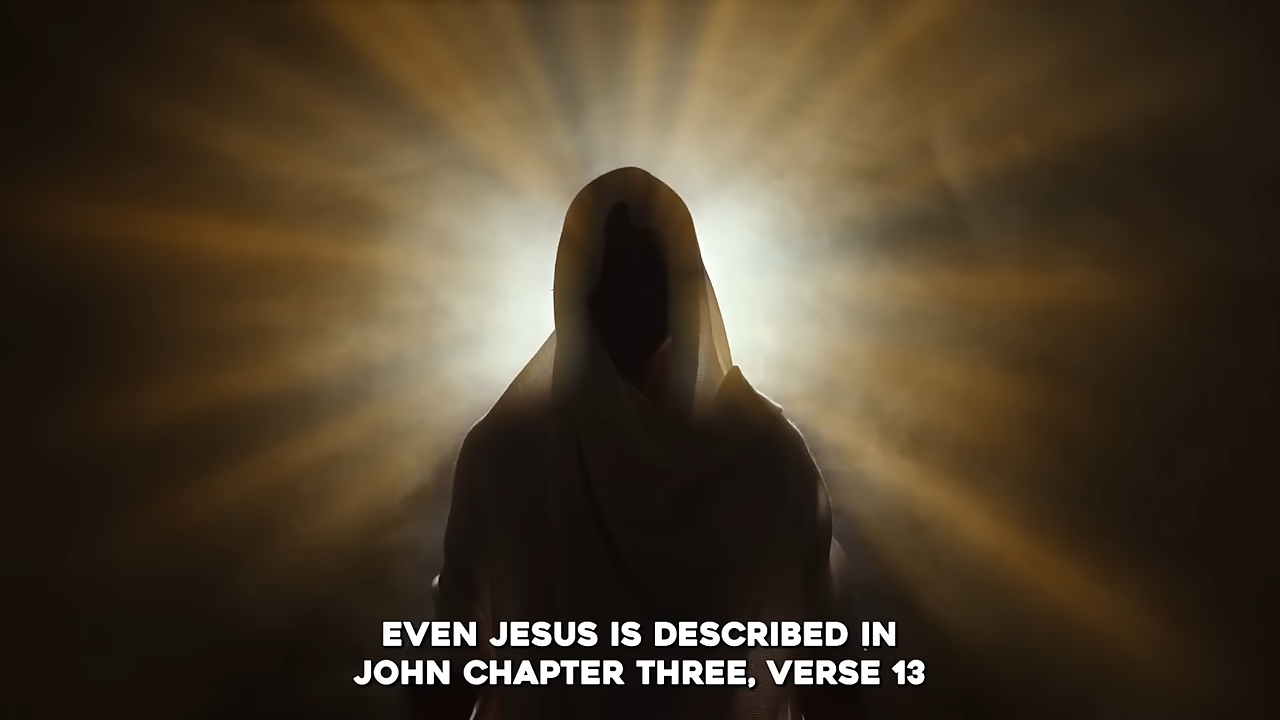 EVEN JESUS IS DESCRIBED IN
JOHN CHAPTER THREE, VERSE 13